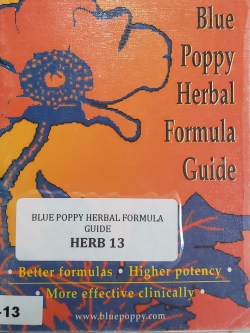 Blue
Poppy
Herbal
Formula
Guide
BLUE POPPY HERBAL FORMULA
GUIDE
HERB 13
• Better formulas • Higher potency •
• More effective clinically •
-13
www.bluepoppy.com